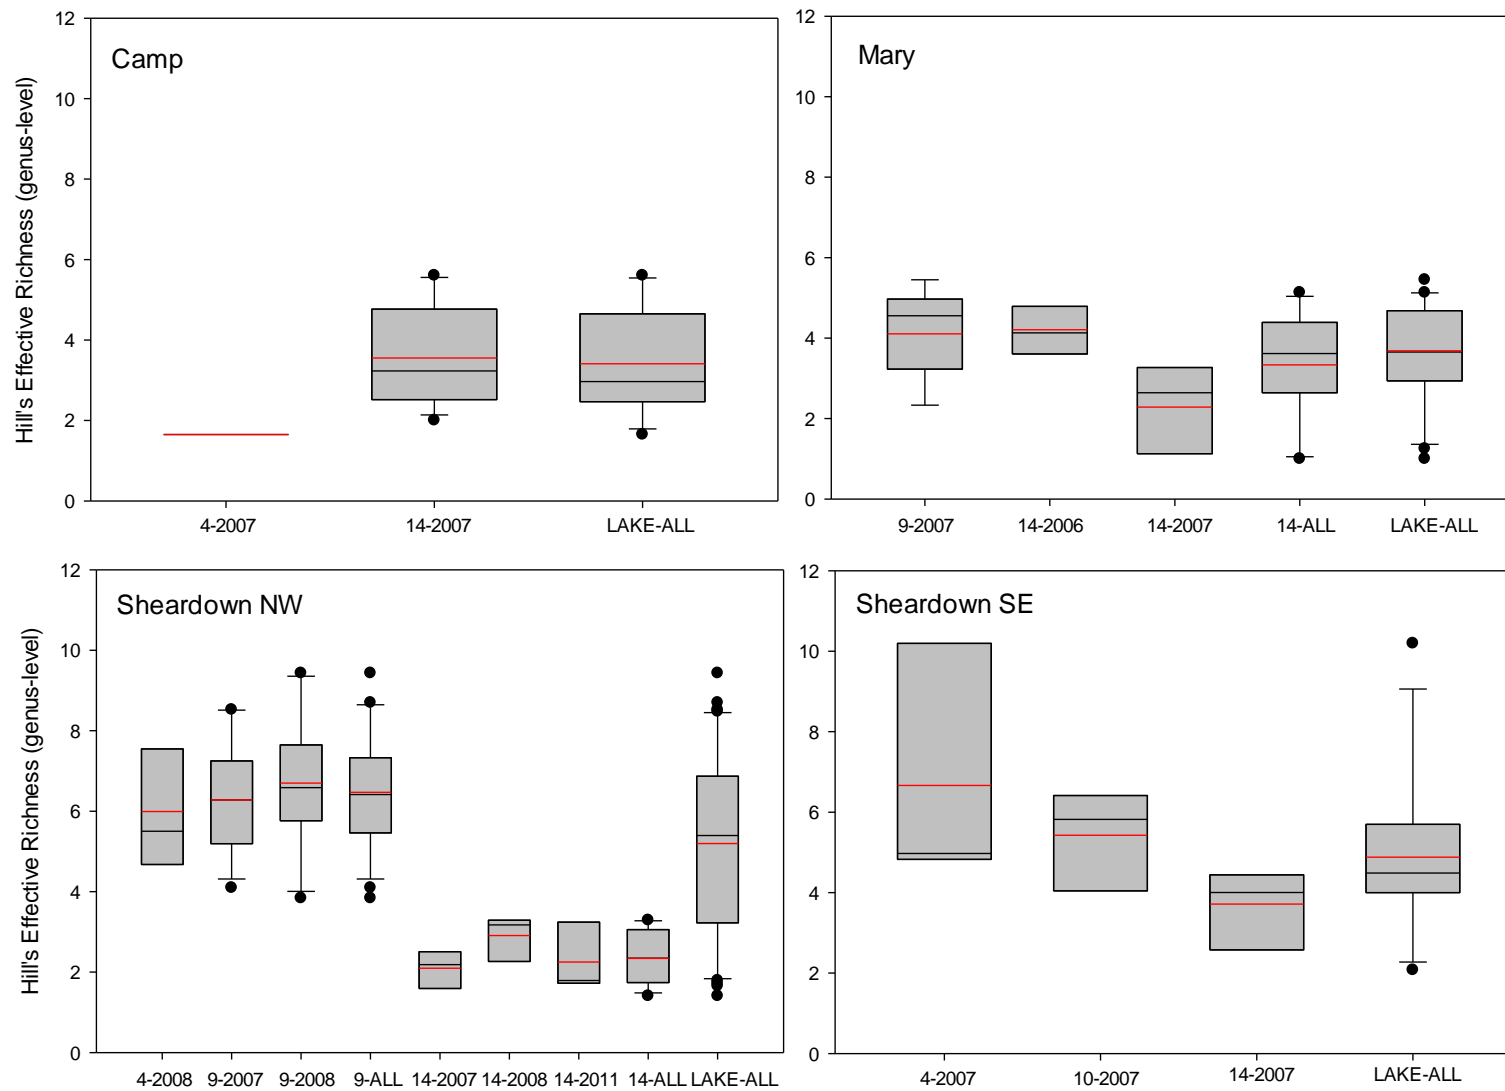 Hill's Effective Richness (genus-level)
Camp
12
10
8
6
4
2
0
4-2007 14-2007 LAKE-ALL
Mary
12
10
8
6
4
2
0
9-2007 14-2006 14-2007 14-ALL LAKE-ALL
Hill's Effective Richness (genus-level)
Sheardown NW
12
10
8
6
4
2
0
4-2008 9-2007 9-2008 9-ALL 14-2007 14-2008 14-2011 14-ALL LAKE-ALL
Sheardown SE
12
10
8
6
4
2
0
4-2007 10-2007 14-2007 LAKE-ALL